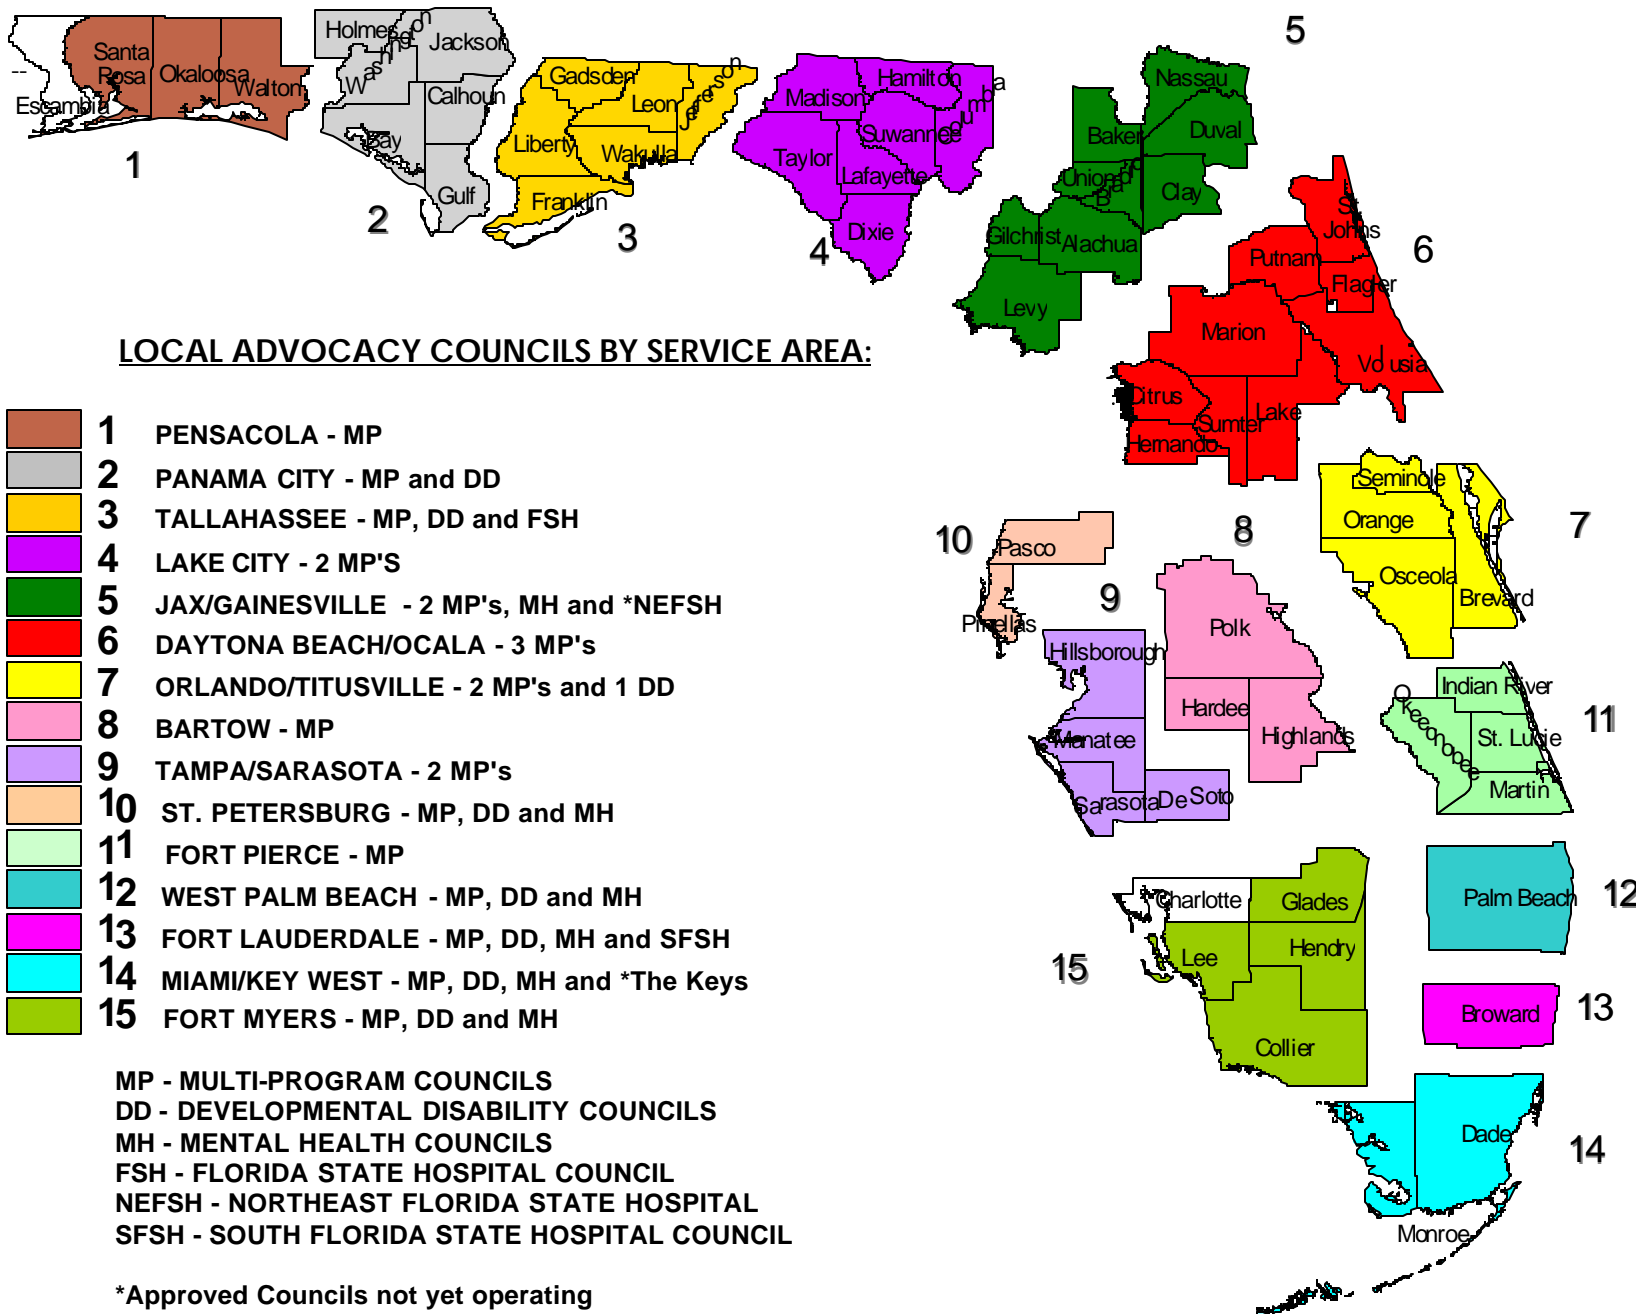 5
Holmes
Washington
Jackson
Santa
Rosa
Okaloosa
Walton
Escambia
--
1
Calhoun
Bay
Gulf
2
Gadsden
Leon
Jefferson
Liberty
Wakulla
Franklin
3
Madison
Hamilton
Columbia
Suwannee
Taylor
Lafayette
Dixie
4
Nassau
Baker
Duval
Union
Bradford
Clay
Gilchrist
Alachua
Levy
St.
Johns
6
Putnam
Flagler
Marion
Volusia
Citrus
Sumter
Lake
Hernando
LOCAL ADVOCACY COUNCILS BY SERVICE AREA:
1 PENSACOLA - MP
2 PANAMA CITY - MP and DD
3 TALLAHASSEE - MP, DD and FSH
4 LAKE CITY - 2 MP'S
5 JAX/GAINESVILLE - 2 MP's, MH and *NEFSH
6 DAYTONA BEACH/OCALA - 3 MP's
7 ORLANDO/TITUSVILLE - 2 MP's and 1 DD
8 BARTOW - MP
9 TAMPA/SARASOTA - 2 MP's
10 ST. PETERSBURG - MP, DD and MH
11 FORT PIERCE - MP
12 WEST PALM BEACH - MP, DD and MH
13 FORT LAUDERDALE - MP, DD, MH and SFSH
14 MIAMI/KEY WEST - MP, DD, MH and *The Keys
15 FORT MYERS - MP, DD and MH
MP - MULTI-PROGRAM COUNCILS
DD - DEVELOPMENTAL DISABILITY COUNCILS
MH - MENTAL HEALTH COUNCILS
FSH - FLORIDA STATE HOSPITAL COUNCIL
NEFSH - NORTHEAST FLORIDA STATE HOSPITAL
SFSH - SOUTH FLORIDA STATE HOSPITAL COUNCIL
*Approved Councils not yet operating
Seminole
Orange
Osceola
Brevard
7
10
Pasco
Pinellas
8
Polk
Hardee
Highlands
9
Hillsborough
Manatee
Sarasota
De Soto
Indian River
Okeechobee
St. Lucie
Martin
11
Charlotte
Glades
Lee
Hendry
Collier
15
Palm Beach
12
Broward
13
Dade
14
Monroe